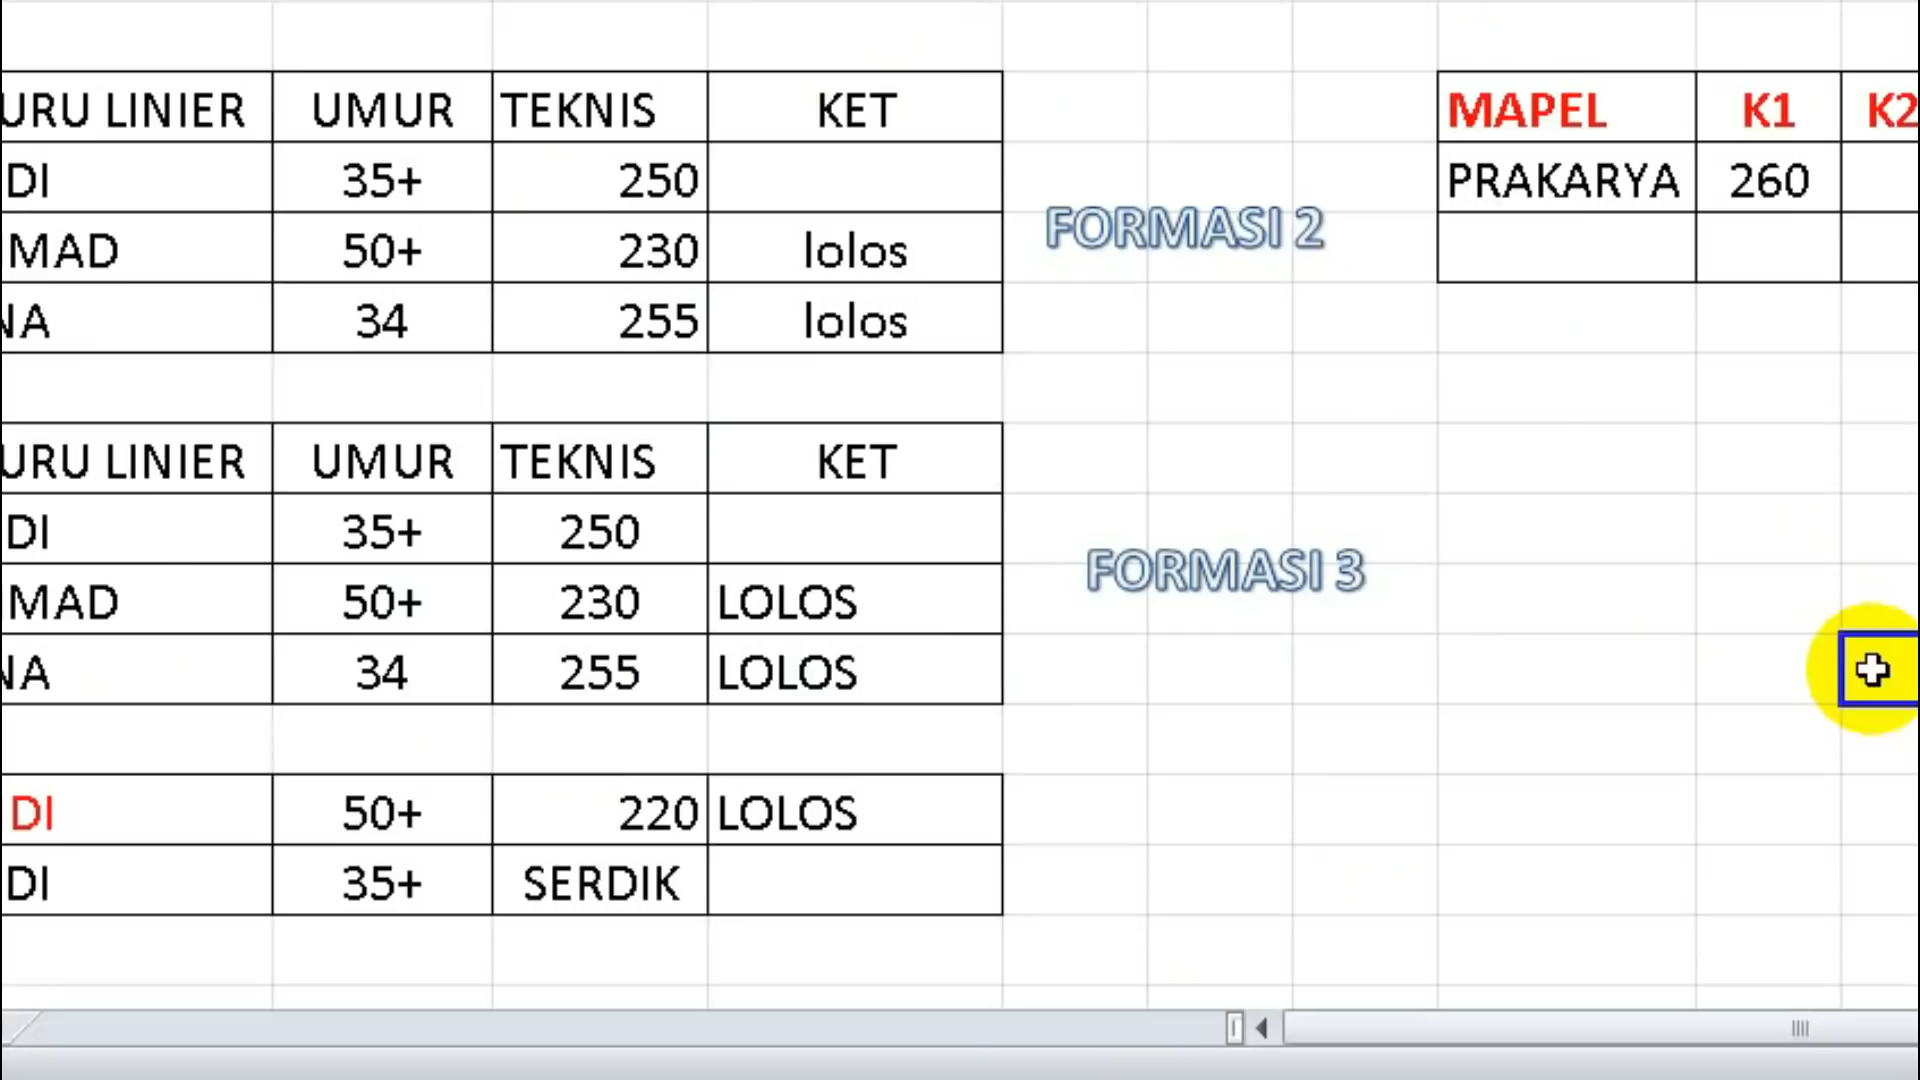 URU LINIER UMUR TEKNIS KET
DI 35+ 250
MAD 50+ 230 lolos
NA 34 255 lolos
FORMASI 2
MAPEL K1 K2
PRAKARYA 260
URU LINIER UMUR TEKNIS KET
DI 35+ 250
MAD 50+ 230 LOLOS
NA 34 255 LOLOS
FORMASI 3
DI 50+ 220 LOLOS
DI 35+ SERDIK